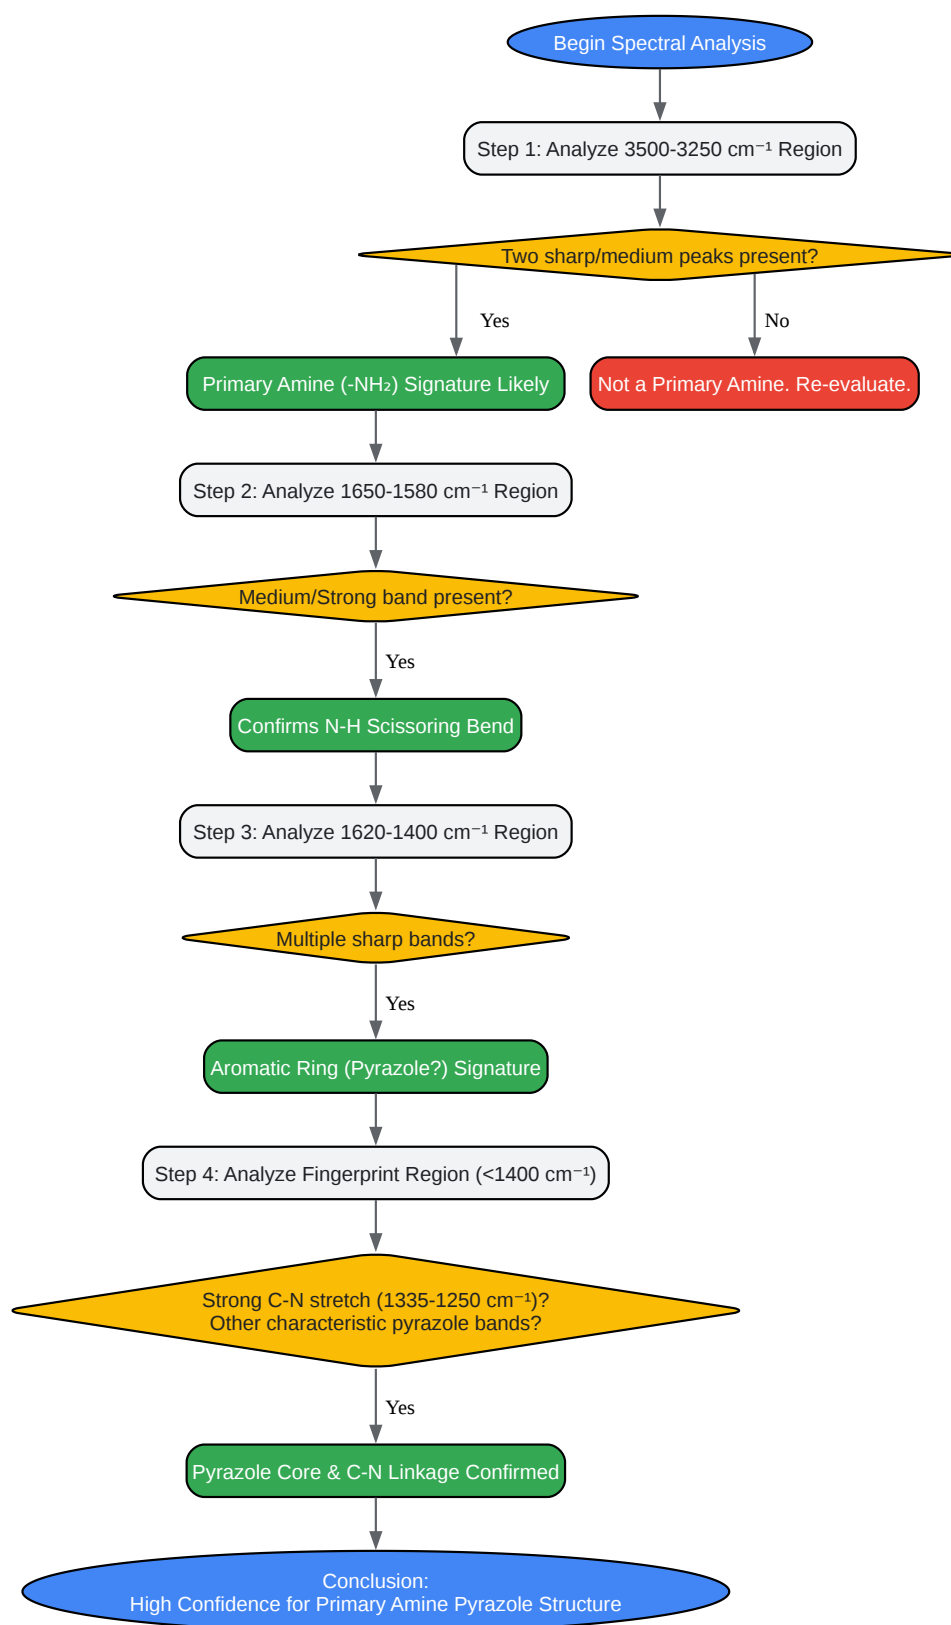 Begin Spectral Analysis
Step 1: Analyze 3500-3250 cm⁻¹ Region
Two sharp/medium peaks present?
Yes
No
Primary Amine (-NH₂) Signature Likely
Not a Primary Amine. Re-evaluate.
Step 2: Analyze 1650-1580 cm⁻¹ Region
Medium/Strong band present?
Yes
Confirms N-H Scissoring Bend
Step 3: Analyze 1620-1400 cm⁻¹ Region
Multiple sharp bands?
Yes
Aromatic Ring (Pyrazole?) Signature
Step 4: Analyze Fingerprint Region (<1400 cm⁻¹)
Strong C-N stretch (1335-1250 cm⁻¹)?
Other characteristic pyrazole bands?
Yes
Pyrazole Core & C-N Linkage Confirmed
Conclusion:
High Confidence for Primary Amine Pyrazole Structure